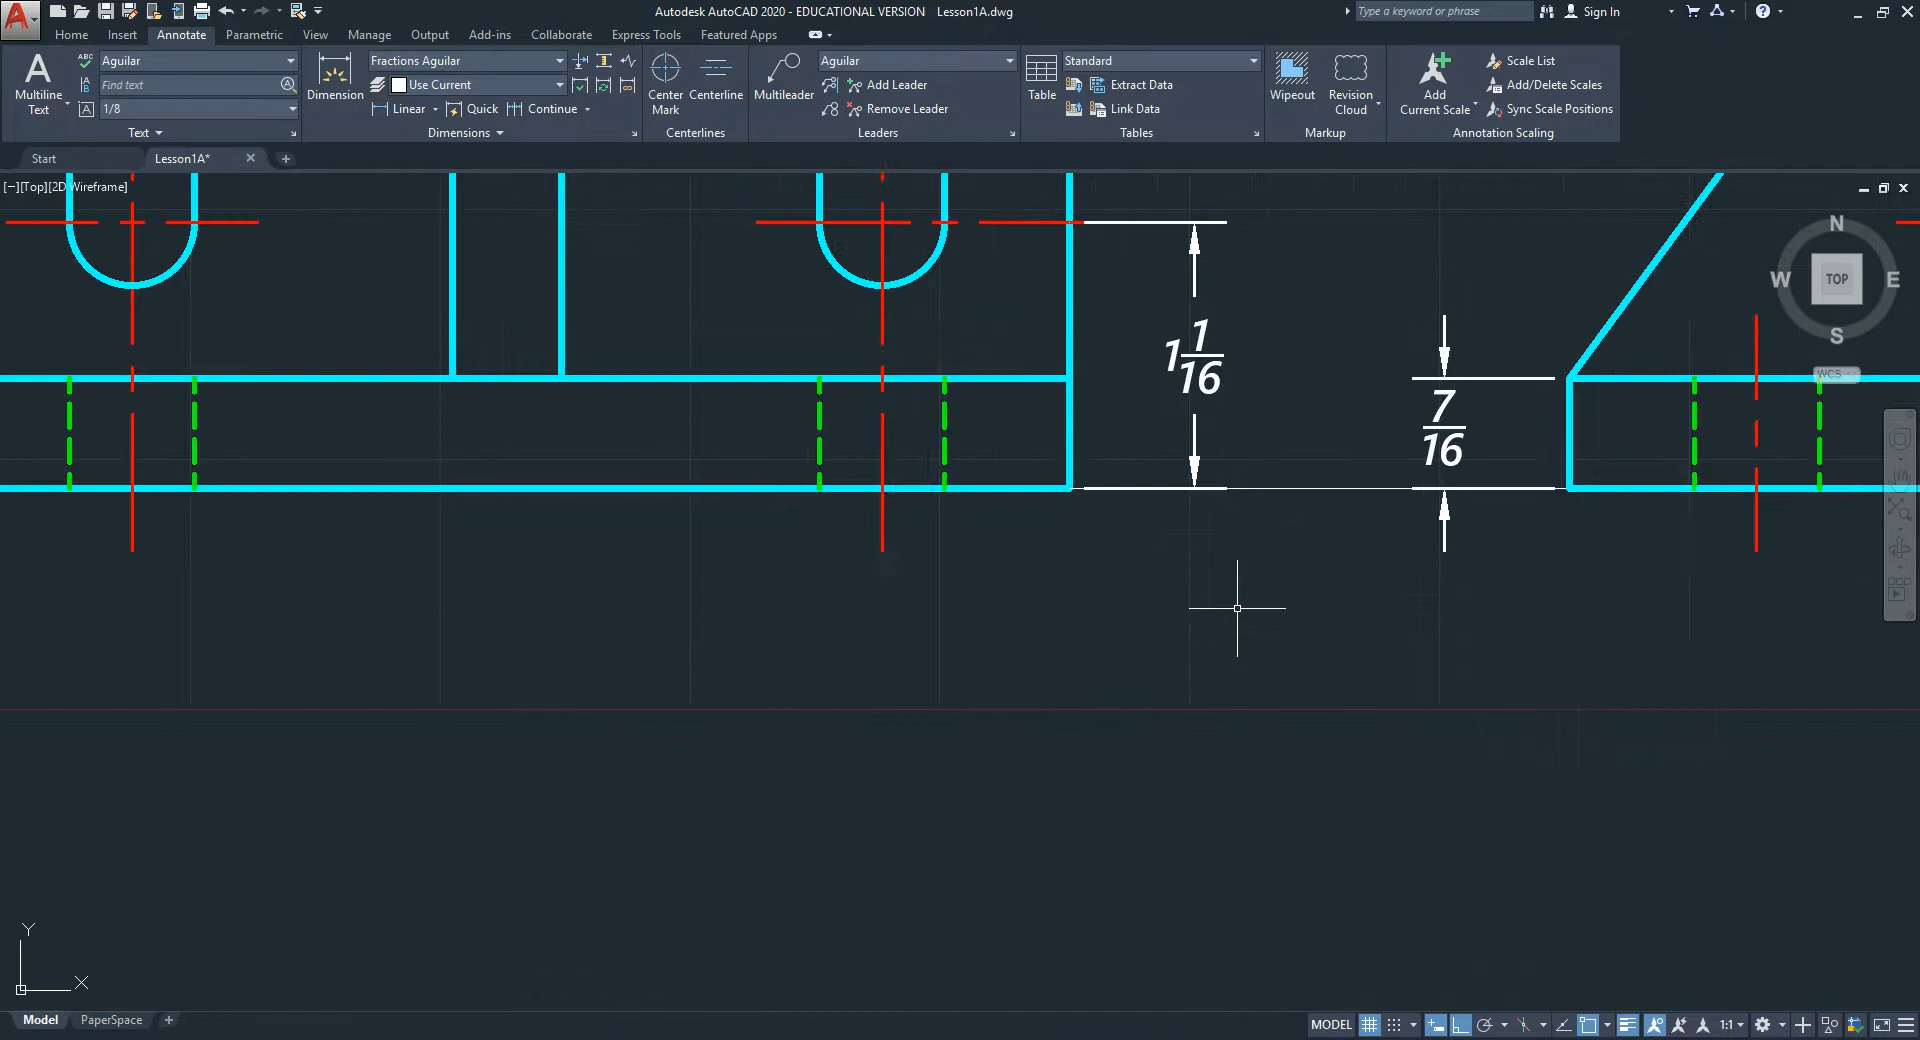 Autodesk AutoCAD 2020 - EDUCATIONAL VERSION Lesson1A.dwg
Type a keyword or phrase
Sign In
Home Insert Annotate Parametric View Manage Output Add-ins Collaborate Express Tools Featured Apps
Multiline
Text
Aguilar
Find text
1/8
Text
Dimension
Fractions Aguilar
Use Current
Linear Quick Continue
Dimensions
Center
Mark
Centerline
Centerlines
Multileader
Aguilar
Add Leader
Remove Leader
Leaders
Table
Standard
Extract Data
Link Data
Tables
Wipeout
Revision
Cloud
Markup
Add
Current Scale
Scale List
Add/Delete Scales
Sync Scale Positions
Annotation Scaling
Start
Lesson1A*
[−][Top][2D Wireframe]
N
W TOP E
S
WCS
1 1/16
7/16
Y
X
Model PaperSpace
MODEL
1:1